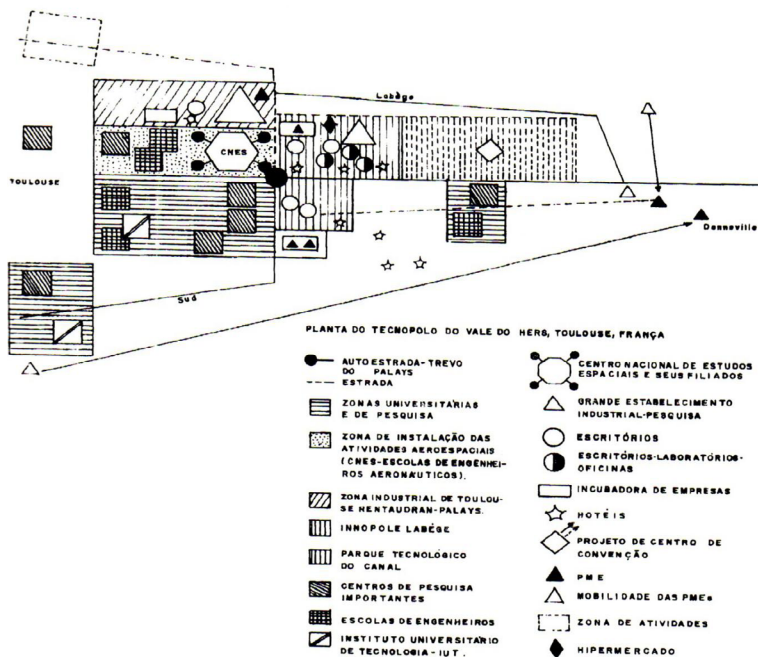 Labège
CNES
TOULOUSE
Donneville
Sud
PLANTA DO TECNOPOLO DO VALE DO HERS, TOULOUSE, FRANÇA
AUTO ESTRADA-TREVO
DO PALAYS
ESTRADA
ZONAS UNIVERSITÁRIAS
E DE PESQUISA
ZONA DE INSTALAÇÃO DAS
ATIVIDADES AEROESPACIAIS
(CNES-ESCOLAS DE ENGENHEI-
ROS AERONÁUTICOS).
ZONA INDUSTRIAL DE TOULOU-
SE RENTAUDRAN-PALAYS.
INNOPOLE LABÉGE
PARQUE TECNOLÓGICO
DO CANAL
CENTROS DE PESQUISA
IMPORTANTES
ESCOLAS DE ENGENHEIROS
INSTITUTO UNIVERSITÁRIO
DE TECNOLOGIA-IUT.
CENTRO NACIONAL DE ESTUDOS
ESPACIAIS E SEUS FILIADOS
GRANDE ESTABELECIMENTO
INDUSTRIAL-PESQUISA
ESCRITÓRIOS
ESCRITÓRIOS-LABORATÓRIOS-
OFICINAS
INCUBADORA DE EMPRESAS
HOTÉIS
PROJETO DE CENTRO DE
CONVENÇÃO
PME
MOBILIDADE DAS PMEs
ZONA DE ATIVIDADES
HIPERMERCADO